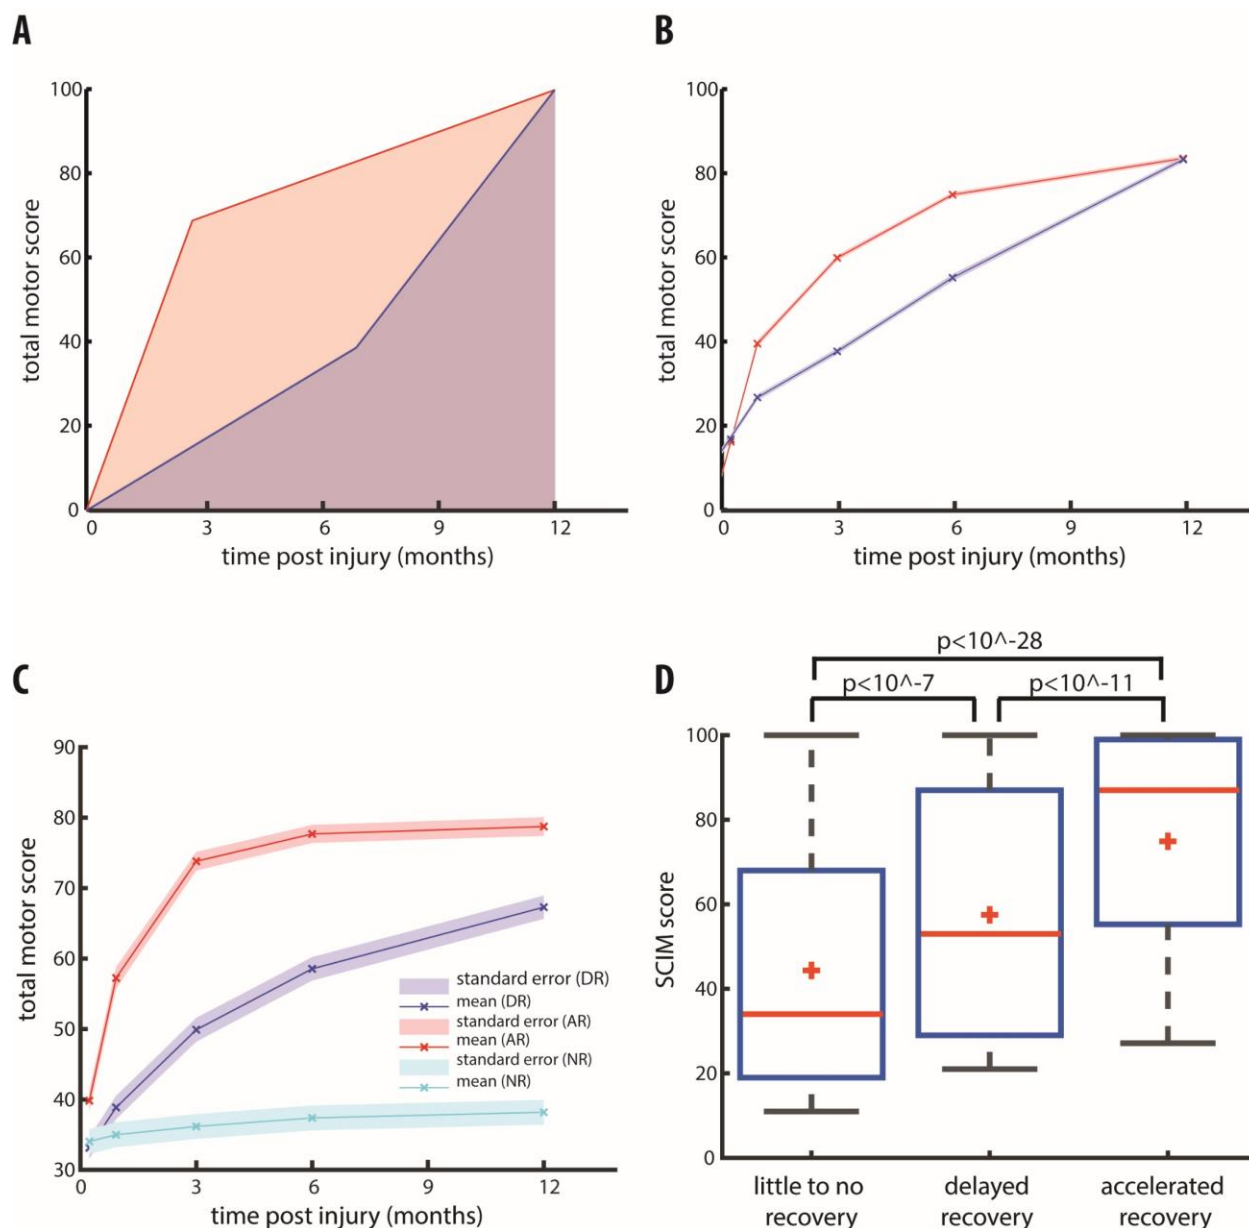 A
100
80
60
40
20
0
total motor score
0 3 6 9 12
time post injury (months)
B
100
80
60
40
20
0
total motor score
0 3 6 9 12
time post injury (months)
C
90
80
70
60
50
40
30
total motor score
standard error (DR)
mean (DR)
standard error (AR)
mean (AR)
standard error (NR)
mean (NR)
0 3 6 9 12
time post injury (months)
D
p<10^-28
p<10^-7 p<10^-11
100
80
60
40
20
0
SCIM score
little to no
recovery
delayed
recovery
accelerated
recovery